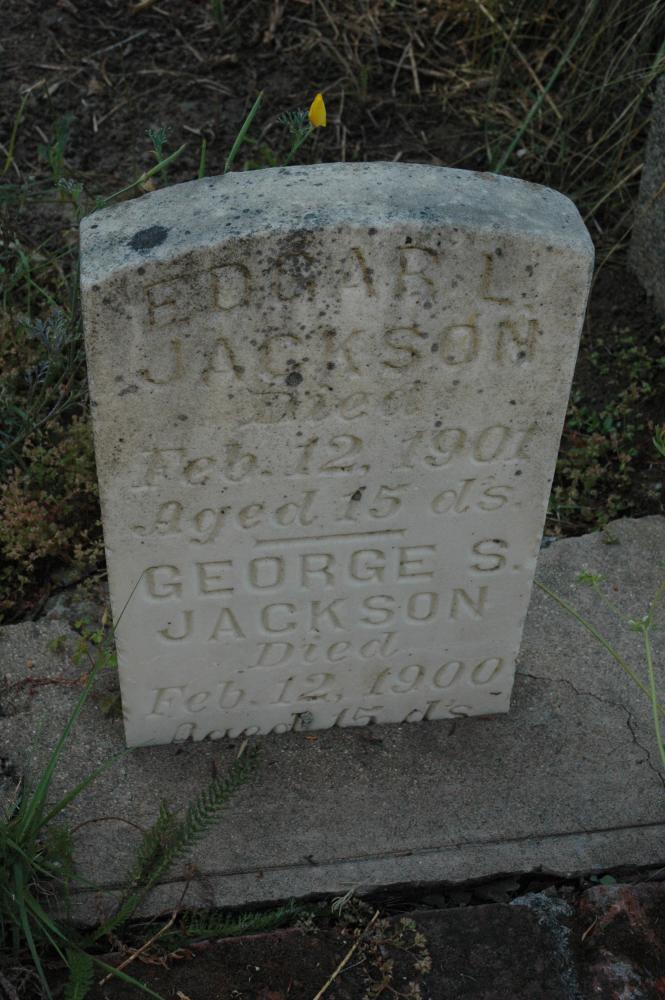 EDGAR L.
JACKSON
Died
Feb. 12, 1901
Aged 15 ds.
GEORGE S.
JACKSON
Died
Feb. 12, 1900
Aged 15 ds.